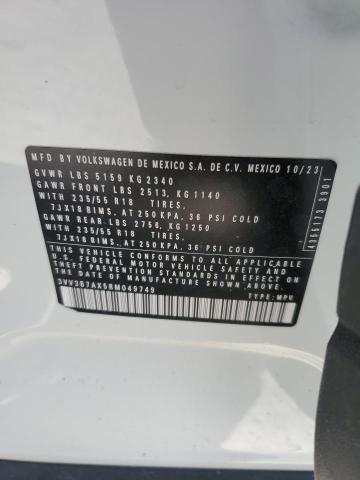 MFD BY VOLKSWAGEN DE MEXICO S.A. DE C.V. MEXICO 10/23
GVWR LBS 5159 KG 2340
GAWR FRONT LBS 2513, KG 1140
WITH 235/55 R18 TIRES,
7JX18 RIMS, AT 250 KPA, 36 PSI COLD
GAWR REAR LBS 2756, KG 1250
WITH 235/55 R18 TIRES,
7JX18 RIMS, AT 250 KPA, 36 PSI COLD
THIS VEHICLE CONFORMS TO ALL APPLICABLE
U.S. FEDERAL MOTOR VEHICLE SAFETY AND
THEFT PREVENTION STANDARDS IN EFFECT ON
THE DATE OF MANUFACTURE SHOWN ABOVE.
TYPE: MPV